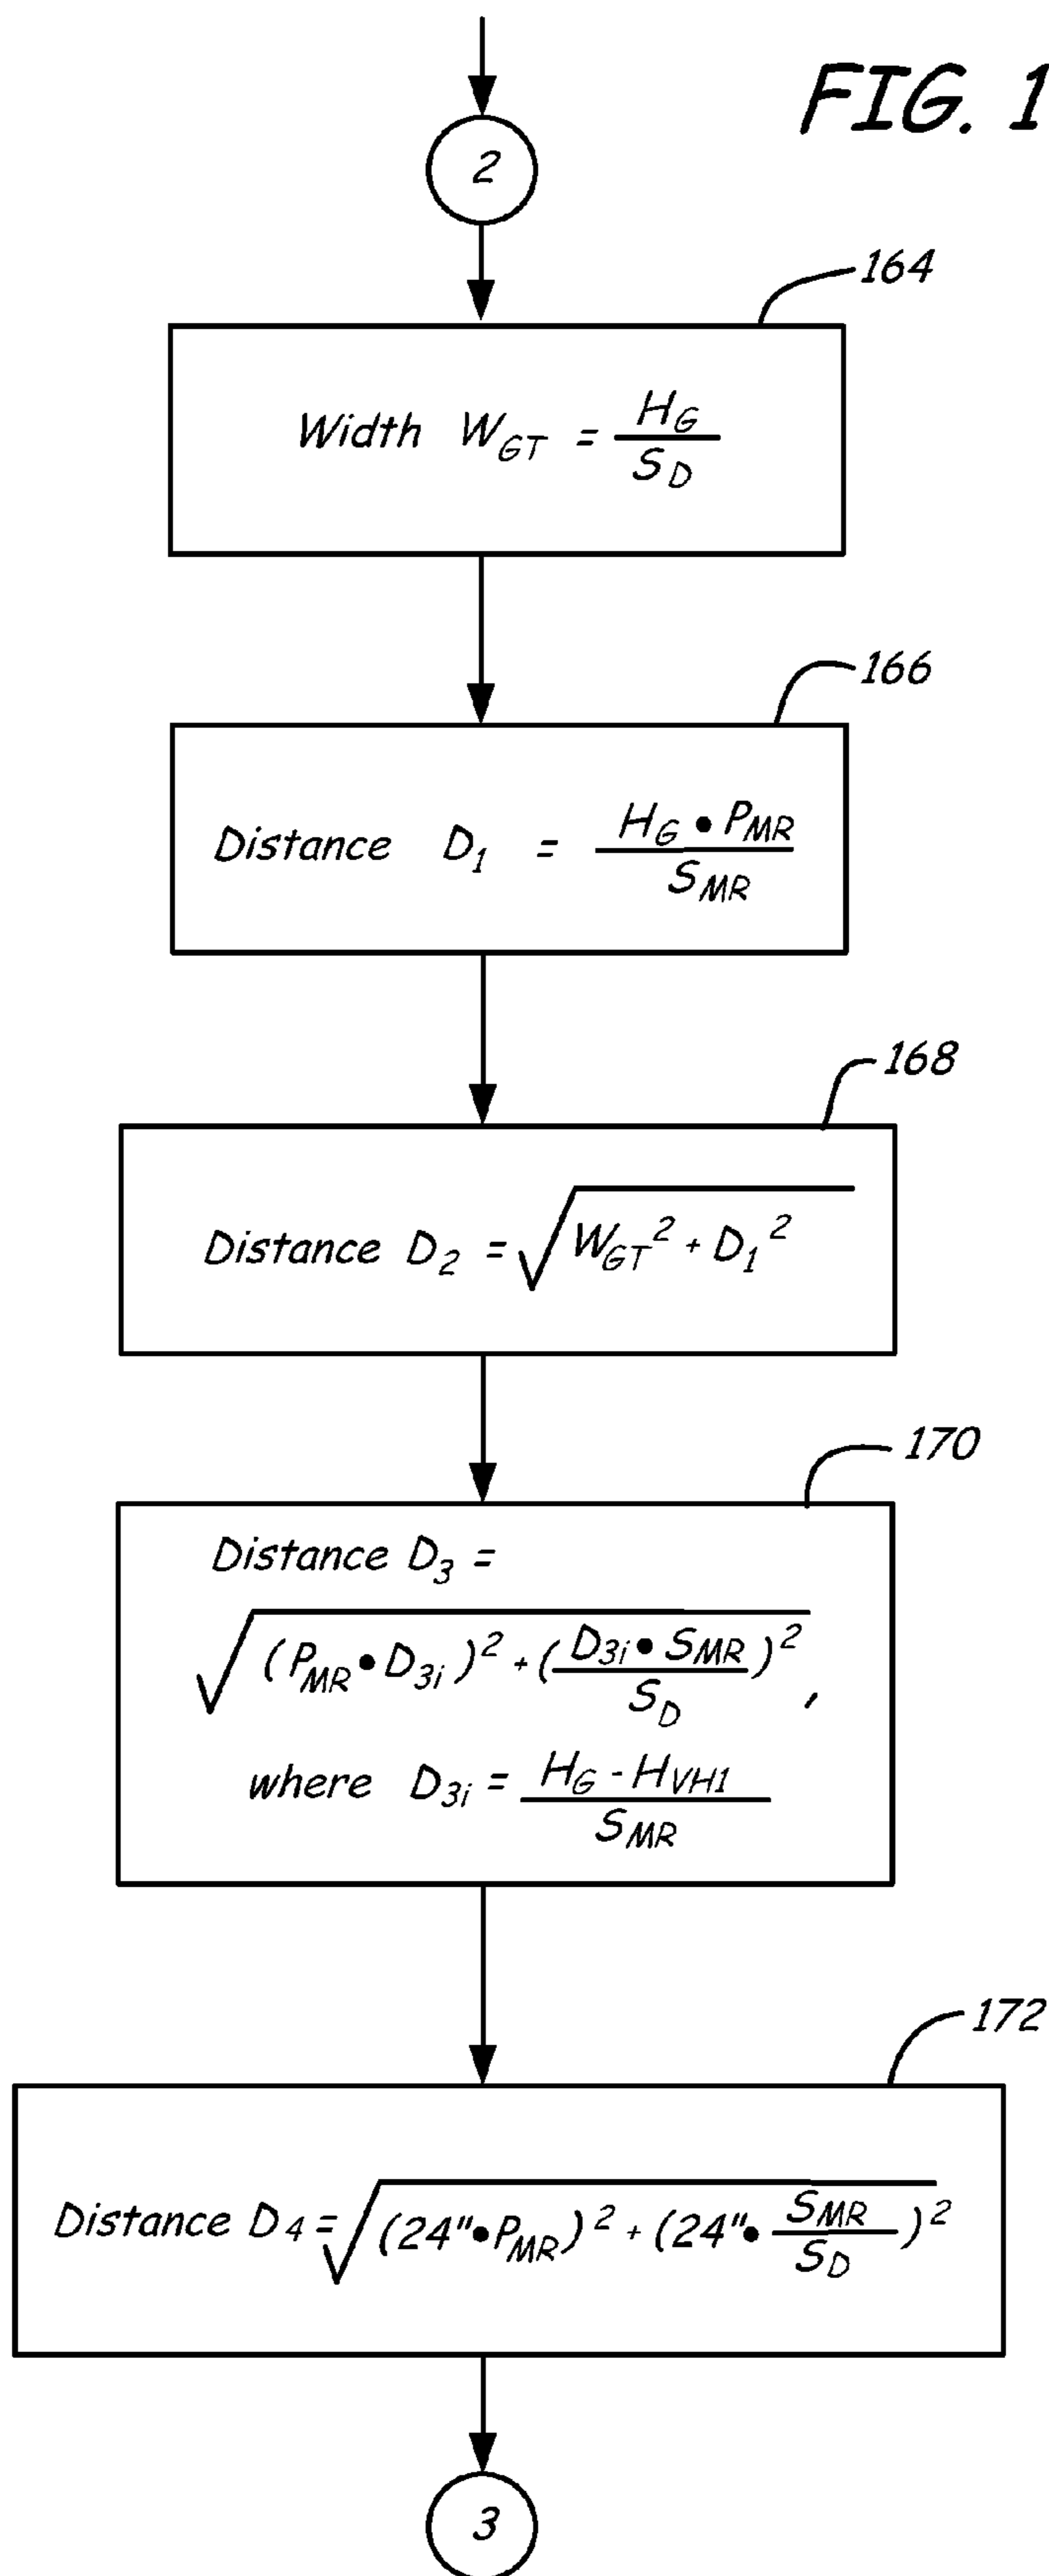 FIG. 1
2
164
Width W_GT = H_G / S_D
166
Distance D_1 = H_G • P_MR / S_MR
168
Distance D_2 = √(W_GT^2 + D_1^2)
170
Distance D_3 =
√((P_MR • D_3i)^2 + (D_3i • S_MR / S_D)^2) ,
where D_3i = H_G - H_VH1 / S_MR
172
Distance D_4 = √((24" • P_MR)^2 + (24" • S_MR / S_D)^2)
3